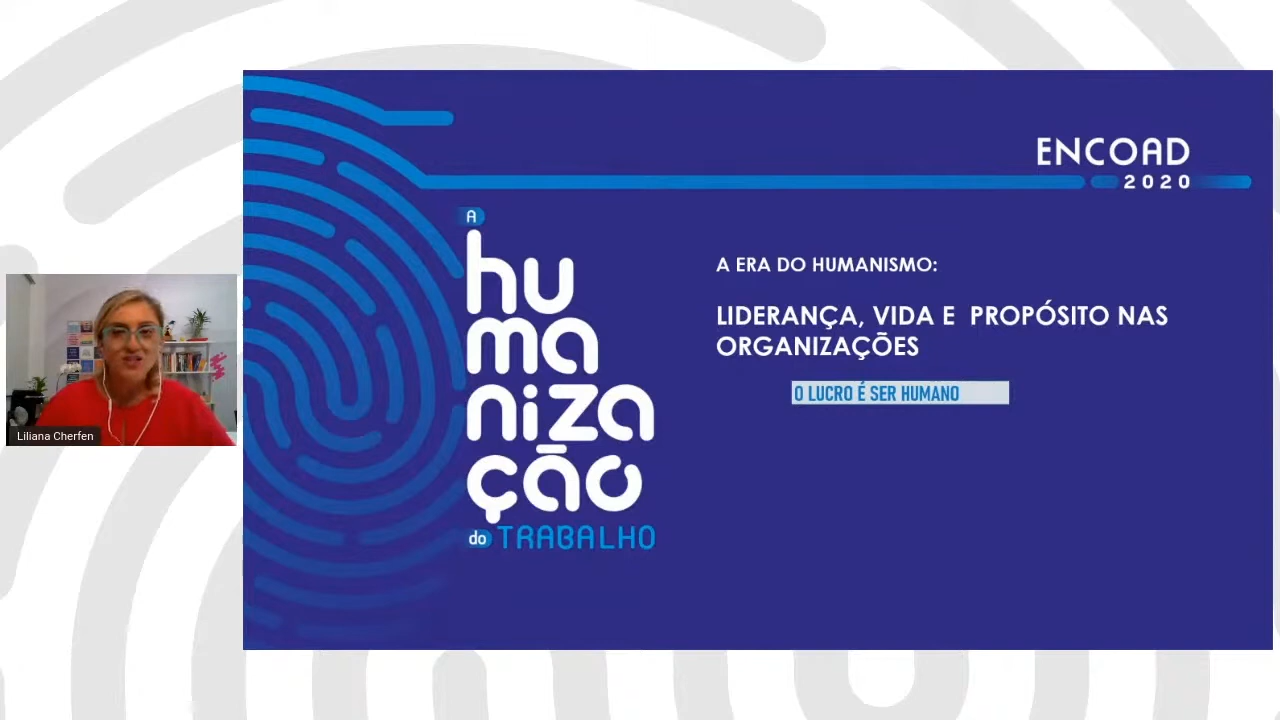 ENCOAD
2020
A
hu
ma
niza
ção
do TRABALHO
A ERA DO HUMANISMO:
LIDERANÇA, VIDA E PROPÓSITO NAS
ORGANIZAÇÕES
O LUCRO É SER HUMANO
Liliana Cherfen